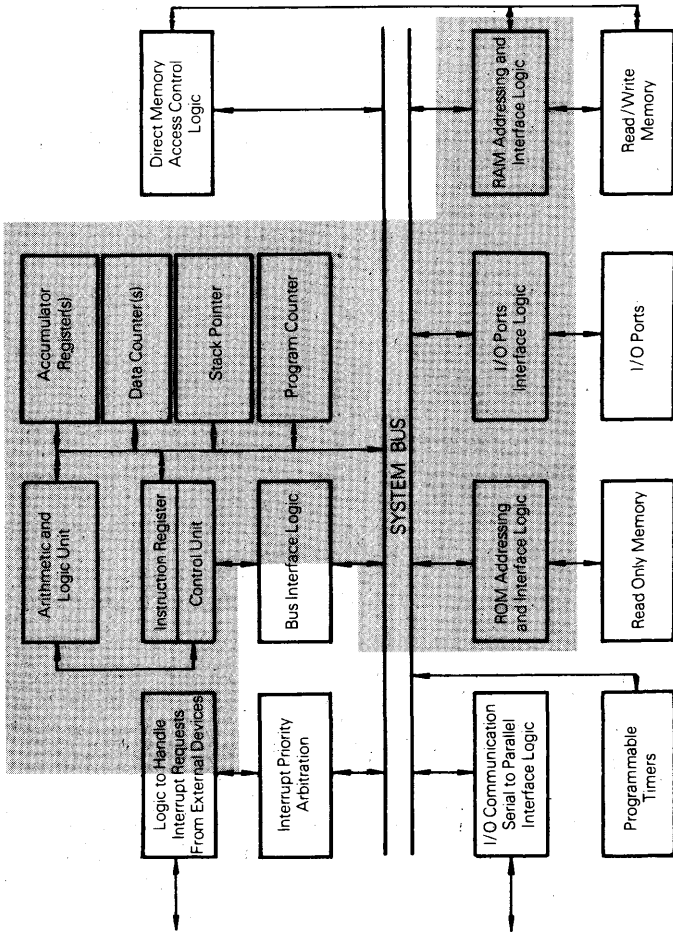 Arithmetic and
Logic Unit
Accumulator
Register(s)
Data Counter(s)
Logic to Handle
Interrupt Requests
From External Devices
Instruction Register
Control Unit
Stack Pointer
Direct Memory
Access Control
Logic
Interrupt Priority
Arbitration
Bus Interface Logic
Program Counter
SYSTEM BUS
I/O Communication
Serial to Parallel
Interface Logic
ROM Addressing
and Interface Logic
I/O Ports
Interface Logic
RAM Addressing and
Interface Logic
Programmable
Timers
Read Only Memory
I/O Ports
Read/Write
Memory